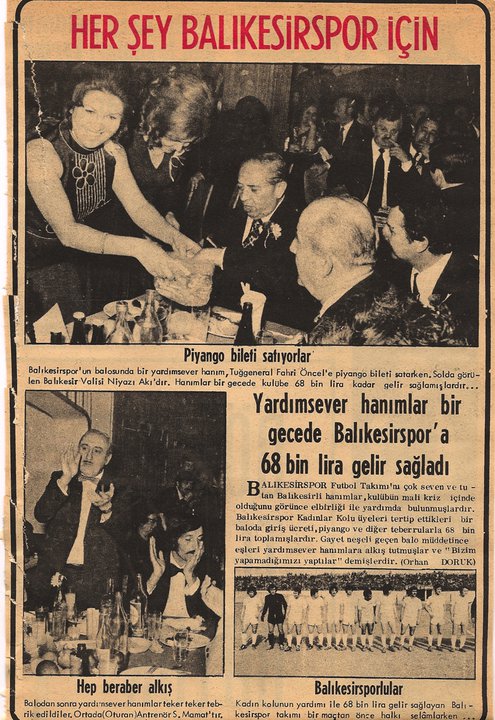 HER ŞEY BALIKESİRSPOR İÇİN
Piyango bileti satıyorlar
Balıkesirspor'un balosunda bir yardımsever hanım, Tuğgeneral Fahri Öncel'e piyango bileti satarken. Solda görü-
len Balıkesir Valisi Niyazi Akı'dır. Hanımlar bir gecede kulübe 68 bin lira kadar gelir sağlamışlardır...
Yardımsever hanımlar bir
gecede Balıkesirspor'a
68 bin lira gelir sağladı
BALIKESİRSPOR Futbol Takımı'nı çok seven ve tu-
tan Balıkesirli hanımlar, kulübün mali kriz içinde
olduğunu görünce elbirliği ile yardımda bulunmuşlardır.
Balıkesirspor Kadınlar Kolu üyeleri tertip ettikleri bir
baloda giriş ücreti, piyango ve diğer teberrularla 68 bin
lira toplamışlardır. Gayet neşeli geçen balo müddetince
eşleri yardımsever hanımlara alkış tutmuşlar ve "Bizim
yapamadığımızı yaptılar" demişlerdir. (Orhan DORUK)
Hep beraber alkış
Balodan sonra yardımsever hanımlar teker teker teb-
rik edildiler. Ortada (Oturan) Antrenör S. Mamat'tır.
Balıkesirsporlular
Kadın kolunun yardımı ile 68 bin gelir sağlayan Balı-
kesirspor takımı bir maçtan önce halkı selâmlarken...